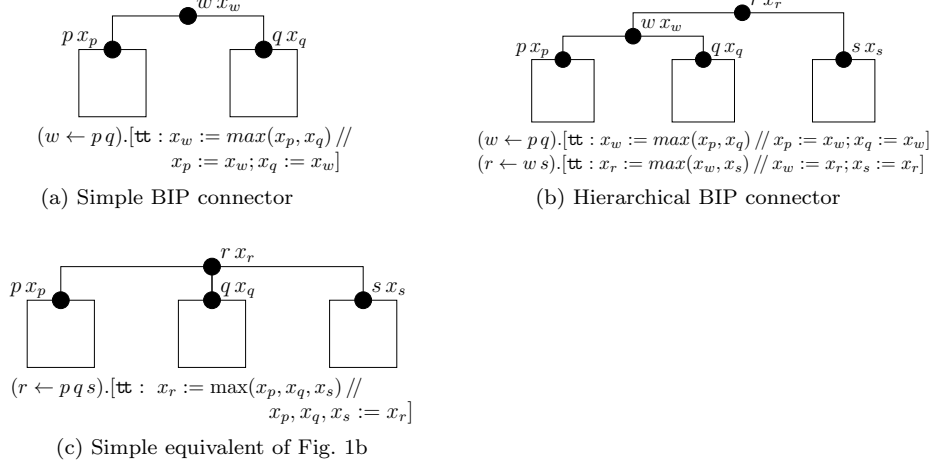 w x_w
p x_p q x_q
(w ← p q).[tt : x_w := max(x_p, x_q) //
x_p := x_w; x_q := x_w]
(a) Simple BIP connector
r x_r
w x_w
p x_p q x_q s x_s
(w ← p q).[tt : x_w := max(x_p, x_q) // x_p := x_w; x_q := x_w]
(r ← w s).[tt : x_r := max(x_w, x_s) // x_w := x_r; x_s := x_r]
(b) Hierarchical BIP connector
r x_r
p x_p q x_q s x_s
(r ← p q s).[tt : x_r := max(x_p, x_q, x_s) //
x_p, x_q, x_s := x_r]
(c) Simple equivalent of Fig. 1b